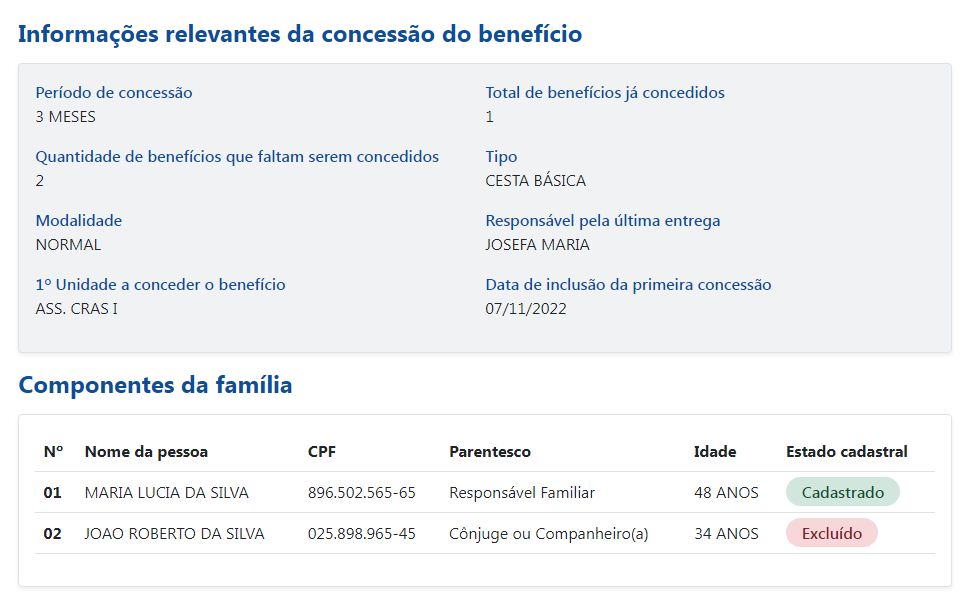 Informações relevantes da concessão do benefício
Período de concessão
3 MESES
Total de benefícios já concedidos
1
Quantidade de benefícios que faltam serem concedidos
2
Tipo
CESTA BÁSICA
Modalidade
NORMAL
Responsável pela última entrega
JOSEFA MARIA
1º Unidade a conceder o benefício
ASS. CRAS I
Data de inclusão da primeira concessão
07/11/2022
Componentes da família
Nº Nome da pessoa CPF Parentesco Idade Estado cadastral
01 MARIA LUCIA DA SILVA 896.502.565-65 Responsável Familiar 48 ANOS Cadastrado
02 JOAO ROBERTO DA SILVA 025.898.965-45 Cônjuge ou Companheiro(a) 34 ANOS Excluído